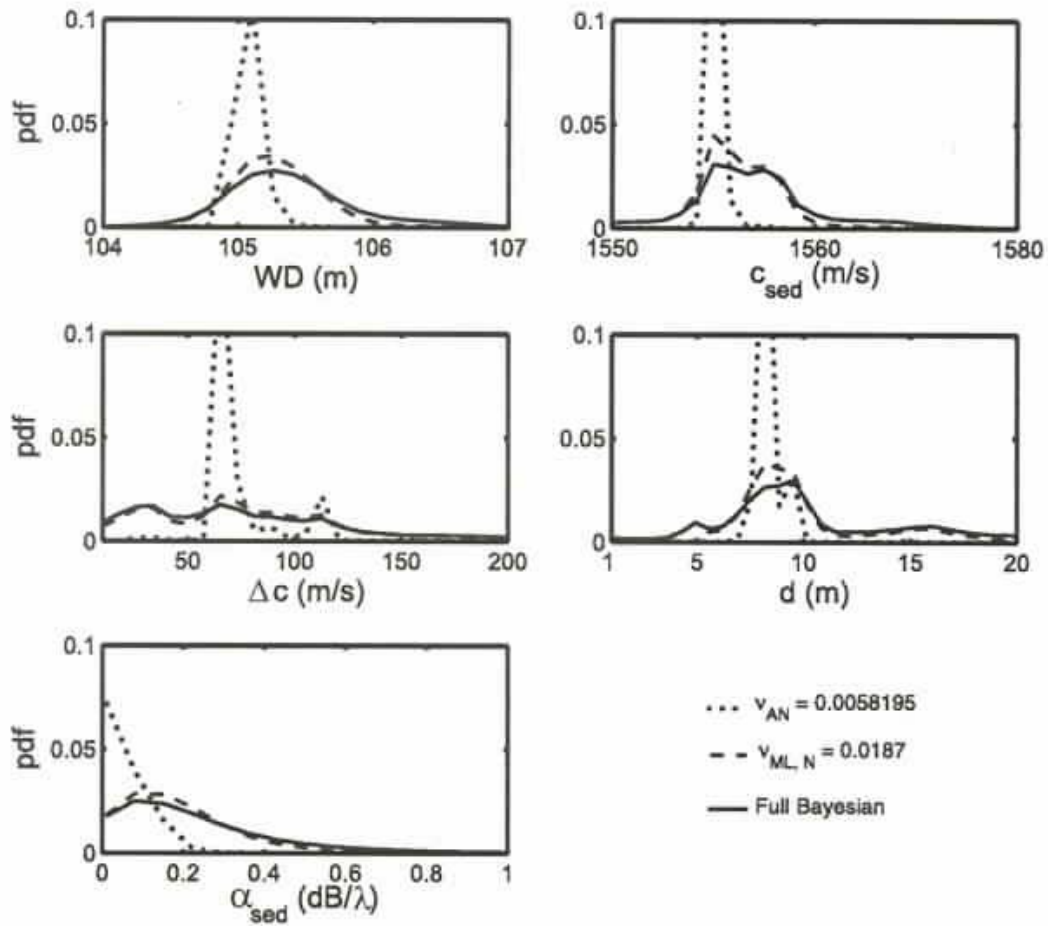 0.1
0.05
0
pdf
104 105 106 107
WD (m)
0.1
0.05
0
1550 1560 1580
c_sed (m/s)
0.1
0.05
0
pdf
50 100 150 200
Δc (m/s)
0.1
0.05
0
1 5 10 15 20
d (m)
0.1
0.05
0
pdf
0 0.2 0.4 0.6 0.8 1
α_sed (dB/λ)
ν_AN = 0.0058195
ν_ML, N = 0.0187
Full Bayesian